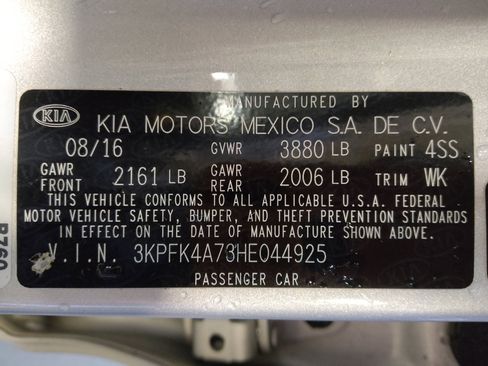 MANUFACTURED BY
KIA KIA MOTORS MEXICO S.A. DE C.V.
08/16 GVWR 3880 LB PAINT 4SS
GAWR FRONT 2161 LB GAWR REAR 2006 LB TRIM WK
THIS VEHICLE CONFORMS TO ALL APPLICABLE U.S.A. FEDERAL
MOTOR VEHICLE SAFETY, BUMPER, AND THEFT PREVENTION STANDARDS
IN EFFECT ON THE DATE OF MANUFACTURE SHOWN ABOVE.
V.I.N. 3KPFK4A73HE044925
PASSENGER CAR